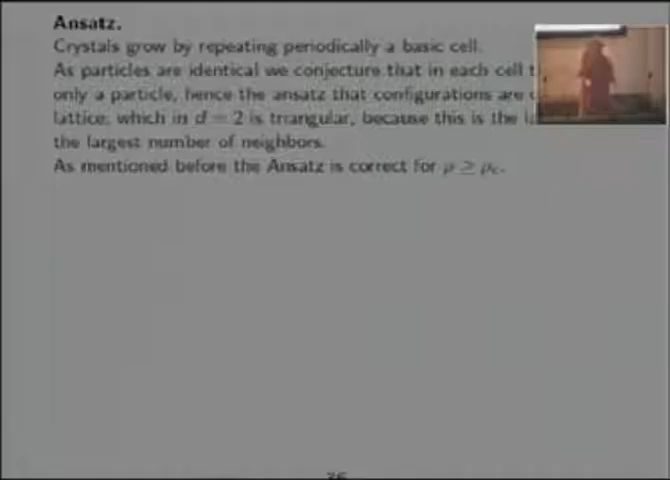 Ansatz.
Crystals grow by repeating periodically a basic cell.
As particles are identical we conjecture that in each cell
only a particle, hence the ansatz that configurations are
lattice, which in d = 2 is triangular, because this is the
the largest number of neighbors.
As mentioned before the Ansatz is correct for ρ ≥ ρc.